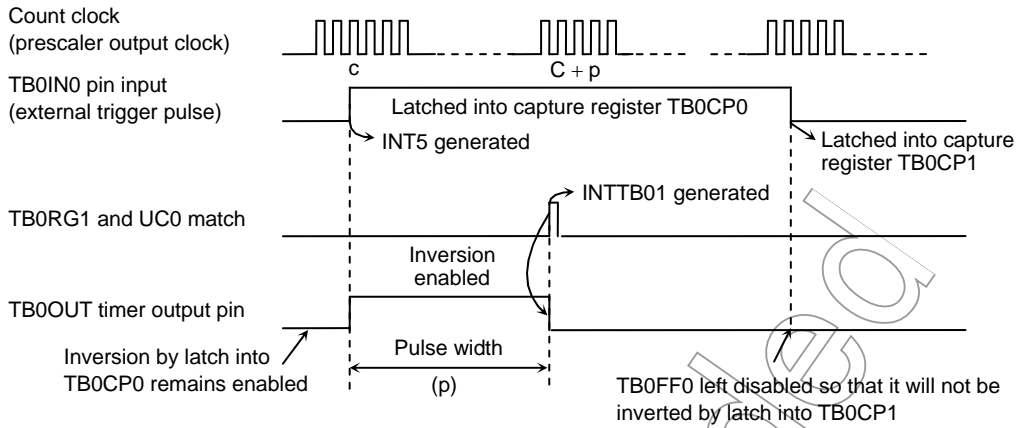 Count clock
(prescaler output clock)
c
C + p
TB0IN0 pin input
(external trigger pulse)
Latched into capture register TB0CP0
INT5 generated
Latched into capture
register TB0CP1
INTTB01 generated
TB0RG1 and UC0 match
Inversion
enabled
TB0OUT timer output pin
Inversion by latch into
TB0CP0 remains enabled
Pulse width
(p)
TB0FF0 left disabled so that it will not be
inverted by latch into TB0CP1
ded